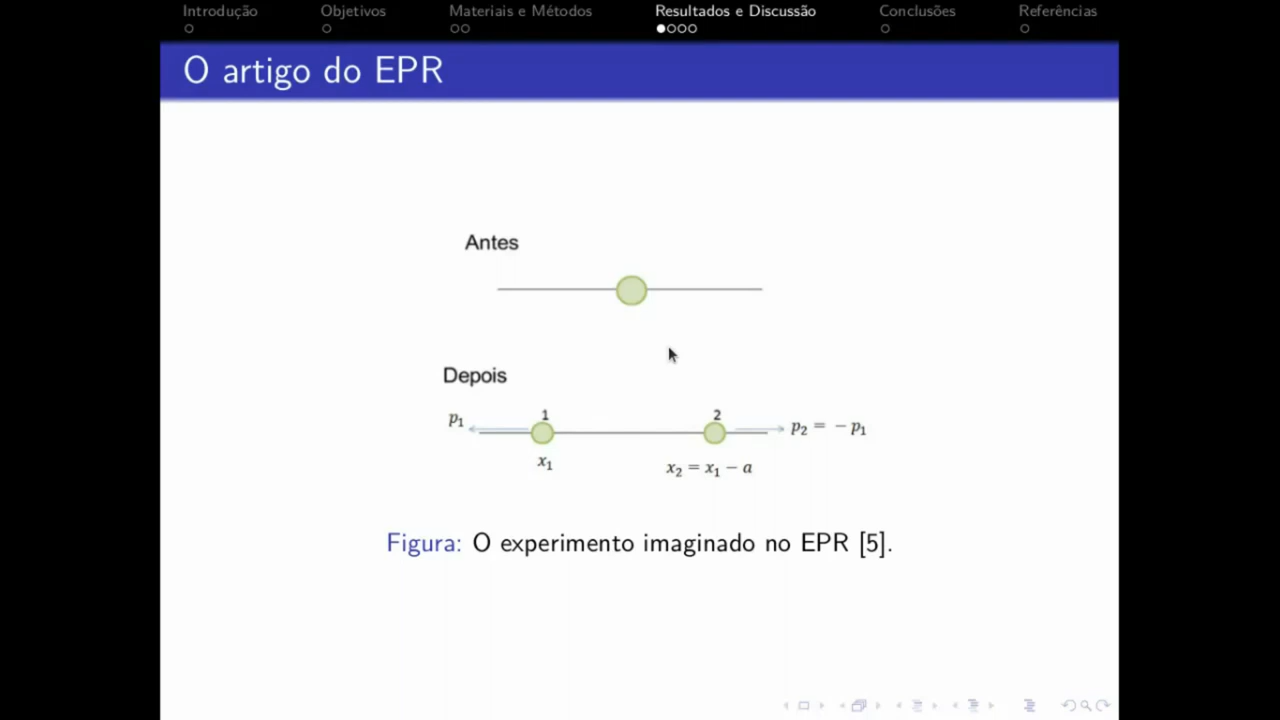 Introdução Objetivos Materiais e Métodos Resultados e Discussão Conclusões Referências
O artigo do EPR
Antes
Depois
p₁ 1 2 p₂ = − p₁
x₁ x₂ = x₁ − a
Figura: O experimento imaginado no EPR [5].